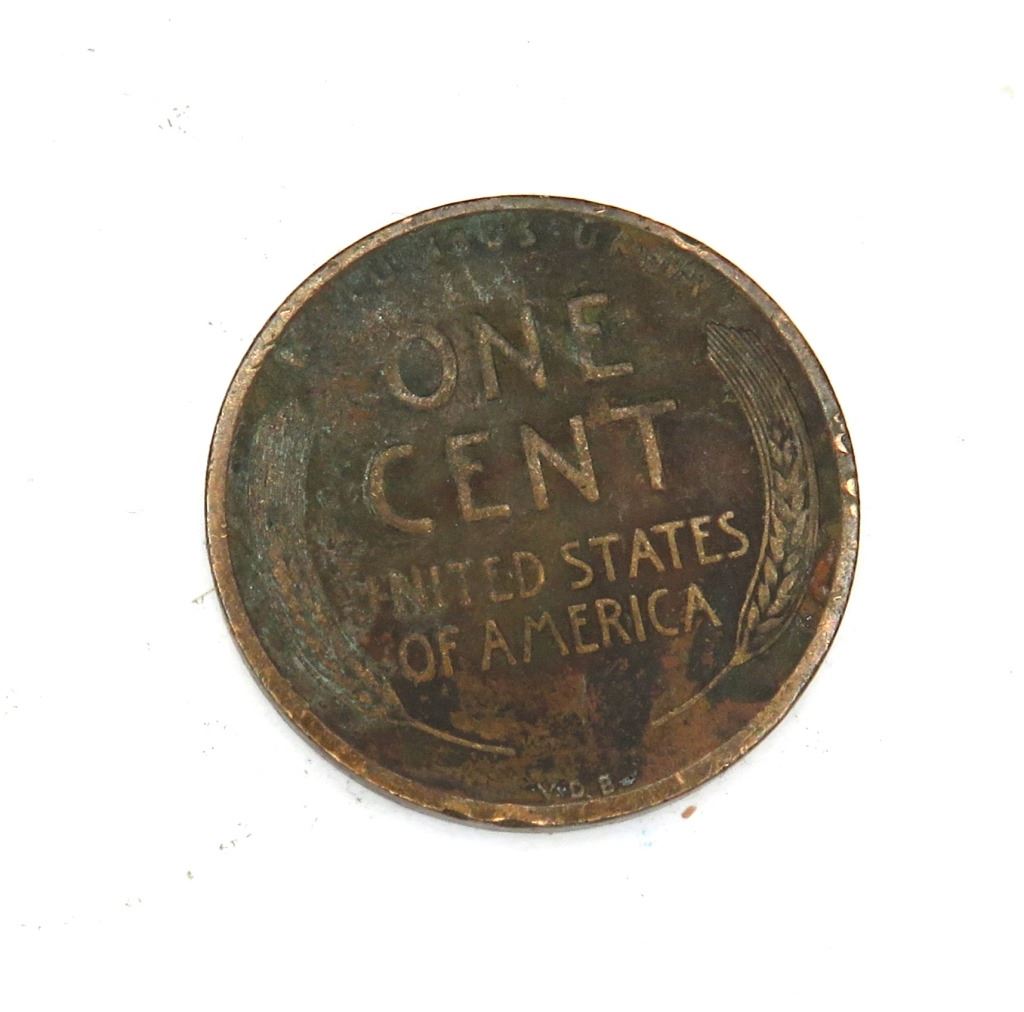 ONE
CENT
UNITED STATES
OF AMERICA
V.D.B.